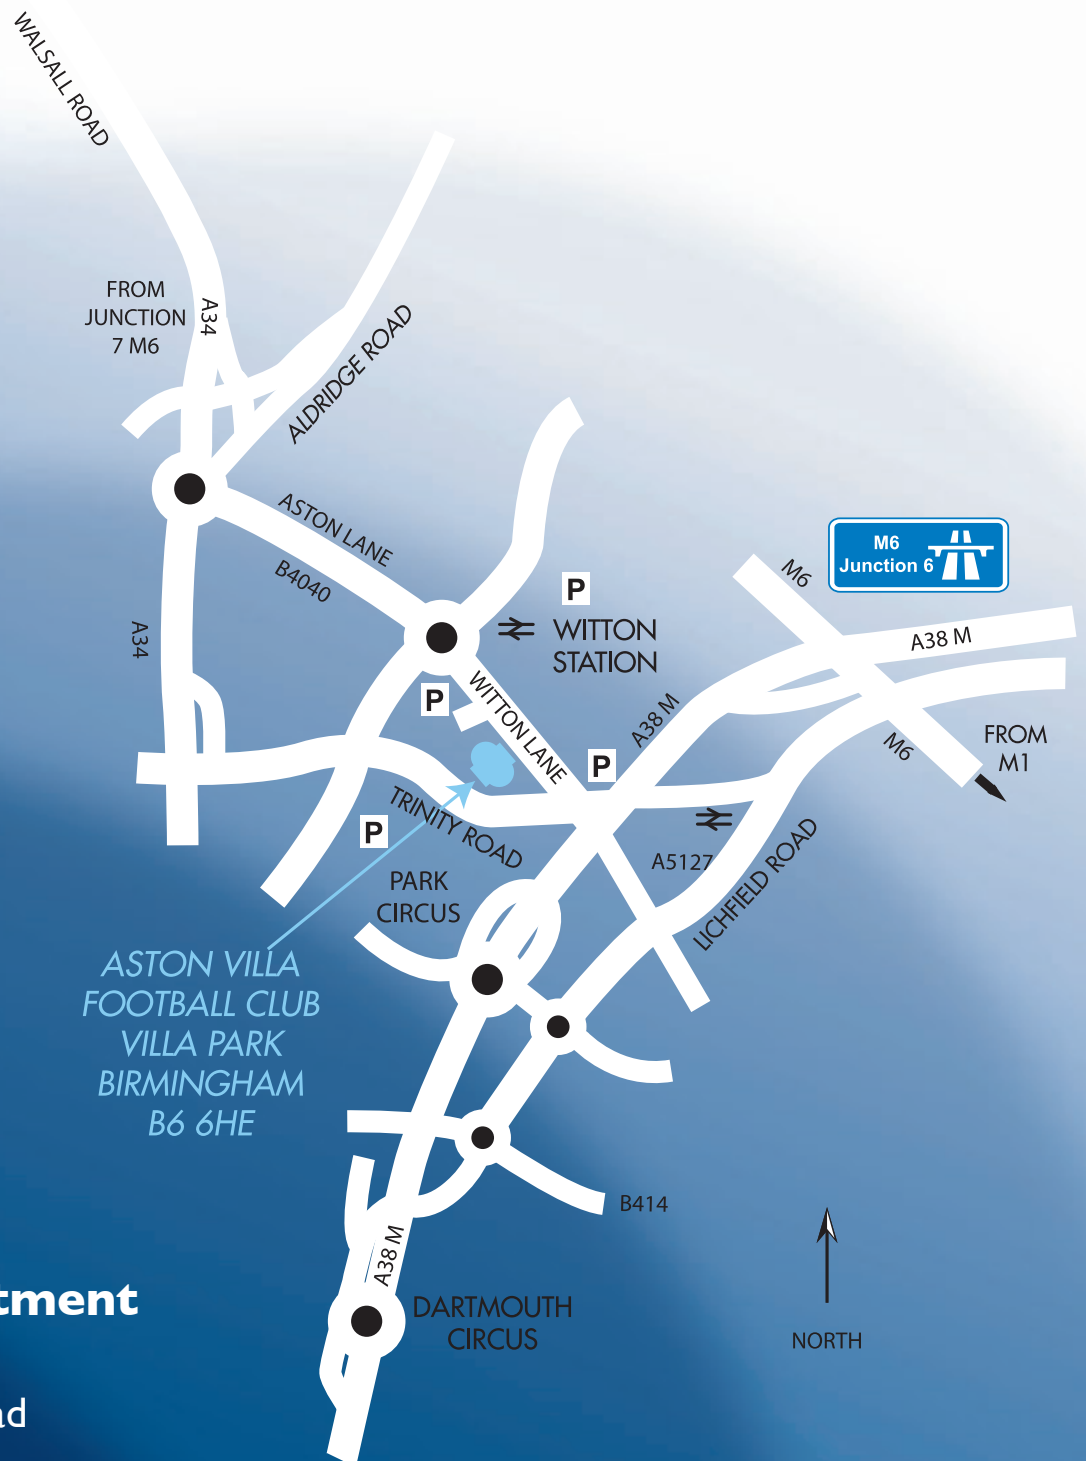 WALSALL ROAD
FROM
JUNCTION
7 M6
A34
ALDRIDGE ROAD
ASTON LANE
B4040
A34
M6
Junction 6
M6
P
WITTON
STATION
A38 M
P
WITTON LANE
A38 M
M6
FROM
M1
P
TRINITY ROAD
P
A5127
LICHFIELD ROAD
PARK
CIRCUS
ASTON VILLA
FOOTBALL CLUB
VILLA PARK
BIRMINGHAM
B6 6HE
B414
A38 M
tment
DARTMOUTH
CIRCUS
NORTH
ad